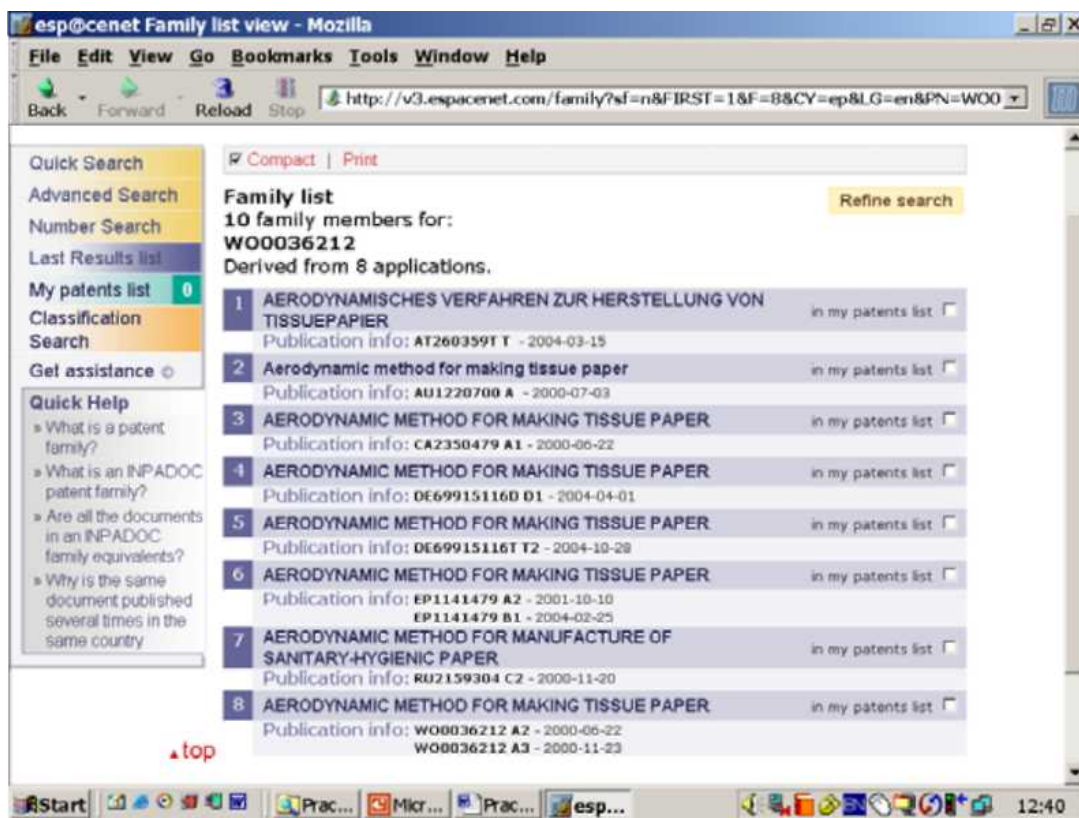 esp@cenet Family list view - Mozilla
File Edit View Go Bookmarks Tools Window Help
Back Forward Reload Stop http://v3.espacenet.com/family?sf=n&FIRST=1&F=8&CY=ep&LG=en&PN=WO0
Quick Search
Advanced Search
Number Search
Last Results list
My patents list 0
Classification
Search
Get assistance
Quick Help
» What is a patent
family?
» What is an INPADOC
patent family?
» Are all the documents
in an INPADOC
family equivalents?
» Why is the same
document published
several times in the
same country
Compact | Print
Family list
10 family members for:
WO0036212
Derived from 8 applications.
Refine search
1 AERODYNAMISCHES VERFAHREN ZUR HERSTELLUNG VON
TISSUEPAPIER
in my patents list
Publication info: AT260359T T - 2004-03-15
2 Aerodynamic method for making tissue paper in my patents list
Publication info: AU1220700 A - 2000-07-03
3 AERODYNAMIC METHOD FOR MAKING TISSUE PAPER in my patents list
Publication info: CA2350479 A1 - 2000-06-22
4 AERODYNAMIC METHOD FOR MAKING TISSUE PAPER in my patents list
Publication info: DE69915116D D1 - 2004-04-01
5 AERODYNAMIC METHOD FOR MAKING TISSUE PAPER in my patents list
Publication info: DE69915116T T2 - 2004-10-28
6 AERODYNAMIC METHOD FOR MAKING TISSUE PAPER in my patents list
Publication info: EP1141479 A2 - 2001-10-10
EP1141479 B1 - 2004-02-25
7 AERODYNAMIC METHOD FOR MANUFACTURE OF
SANITARY-HYGIENIC PAPER
in my patents list
Publication info: RU2159304 C2 - 2000-11-20
8 AERODYNAMIC METHOD FOR MAKING TISSUE PAPER in my patents list
Publication info: WO0036212 A2 - 2000-06-22
WO0036212 A3 - 2000-11-23
top
Start Prac... Micr... Prac... esp... EN 12:40